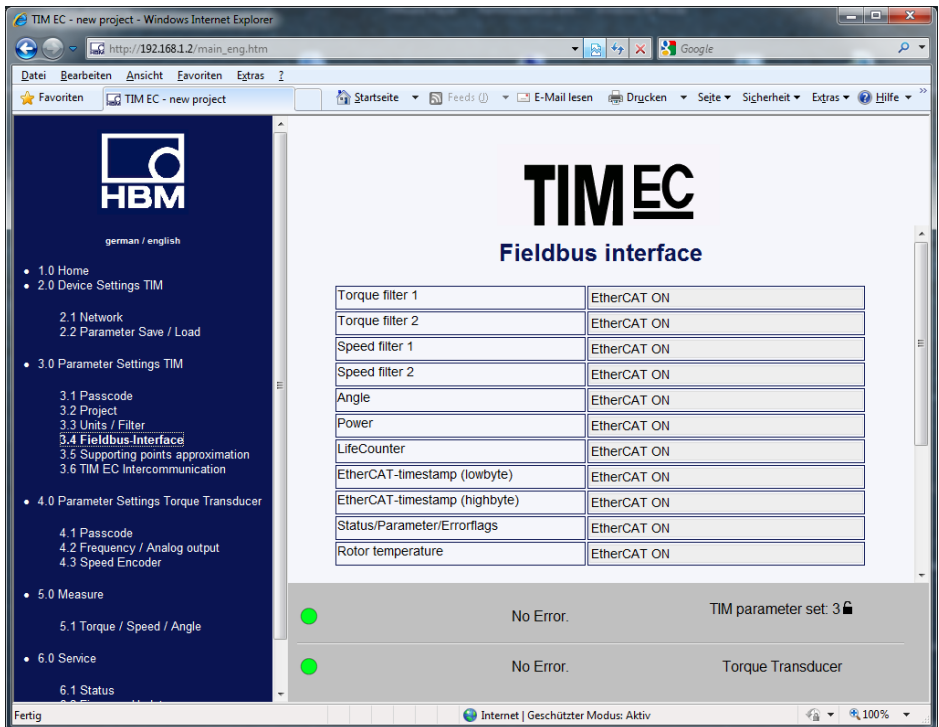 TIM EC - new project - Windows Internet Explorer
http://192.168.1.2/main_eng.htm
Google
Datei Bearbeiten Ansicht Favoriten Extras ?
Favoriten TIM EC - new project Startseite Feeds (J) E-Mail lesen Drucken Seite Sicherheit Extras Hilfe
HBM
german / english
1.0 Home
2.0 Device Settings TIM
2.1 Network
2.2 Parameter Save / Load
3.0 Parameter Settings TIM
3.1 Passcode
3.2 Project
3.3 Units / Filter
3.4 Fieldbus-Interface
3.5 Supporting points approximation
3.6 TIM EC Intercommunication
4.0 Parameter Settings Torque Transducer
4.1 Passcode
4.2 Frequency / Analog output
4.3 Speed Encoder
5.0 Measure
5.1 Torque / Speed / Angle
6.0 Service
6.1 Status
TIM EC
Fieldbus interface
Torque filter 1 EtherCAT ON
Torque filter 2 EtherCAT ON
Speed filter 1 EtherCAT ON
Speed filter 2 EtherCAT ON
Angle EtherCAT ON
Power EtherCAT ON
LifeCounter EtherCAT ON
EtherCAT-timestamp (lowbyte) EtherCAT ON
EtherCAT-timestamp (highbyte) EtherCAT ON
Status/Parameter/Errorflags EtherCAT ON
Rotor temperature EtherCAT ON
No Error. TIM parameter set: 3
No Error. Torque Transducer
Fertig Internet | Geschützter Modus: Aktiv 100%